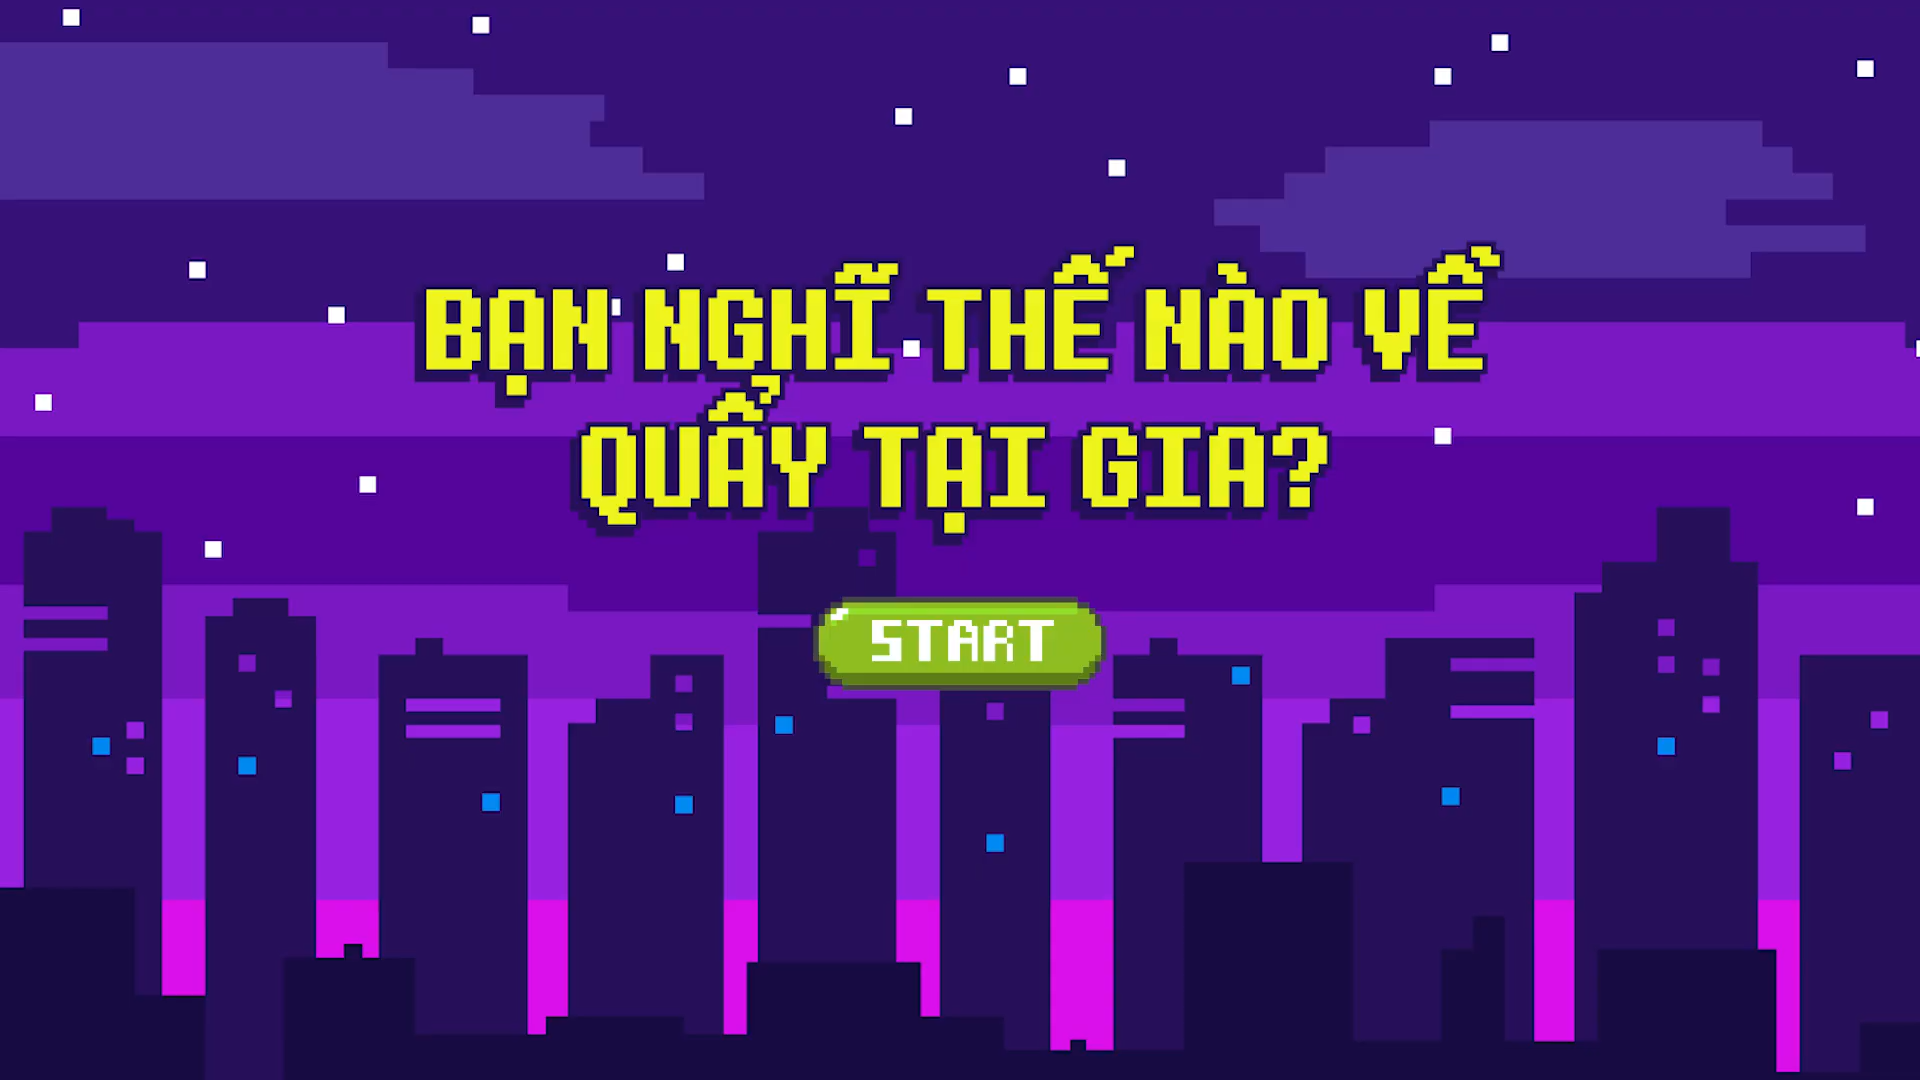 BẠN NGHĨ THẾ NÀO VỀ
QUẨY TẠI GIA?
START